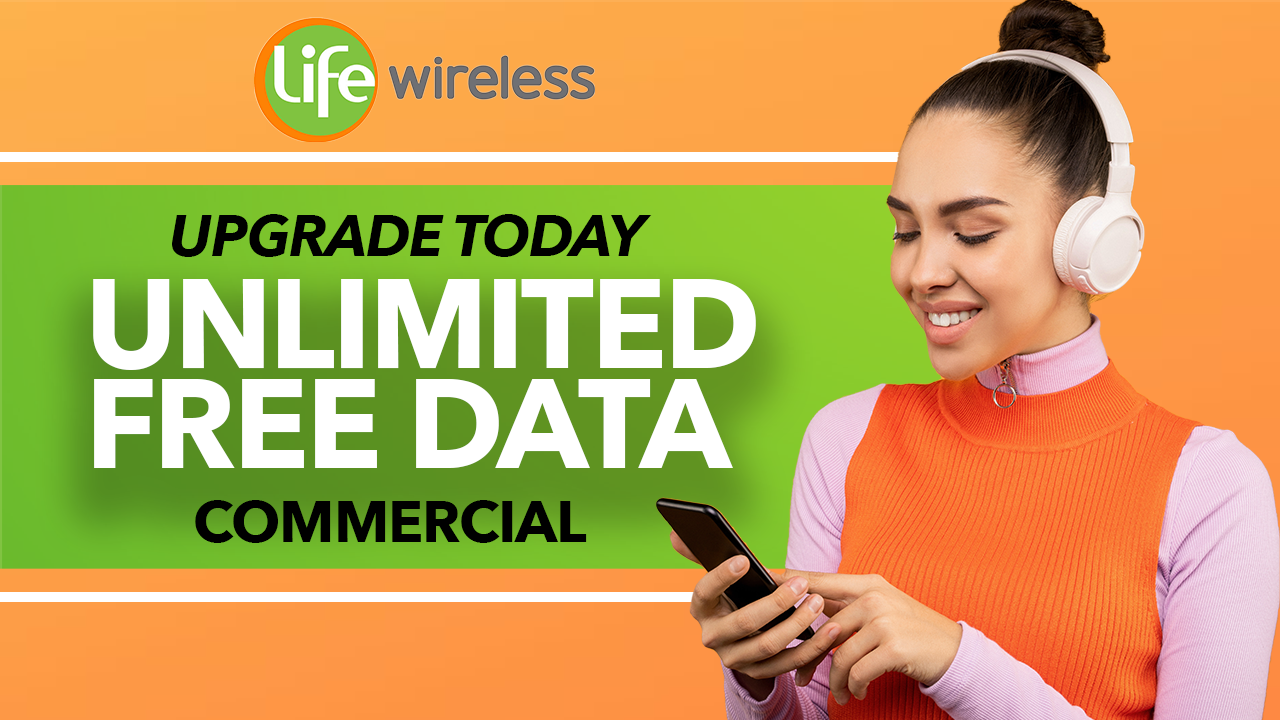 Life wireless
UPGRADE TODAY
UNLIMITED
FREE DATA
COMMERCIAL